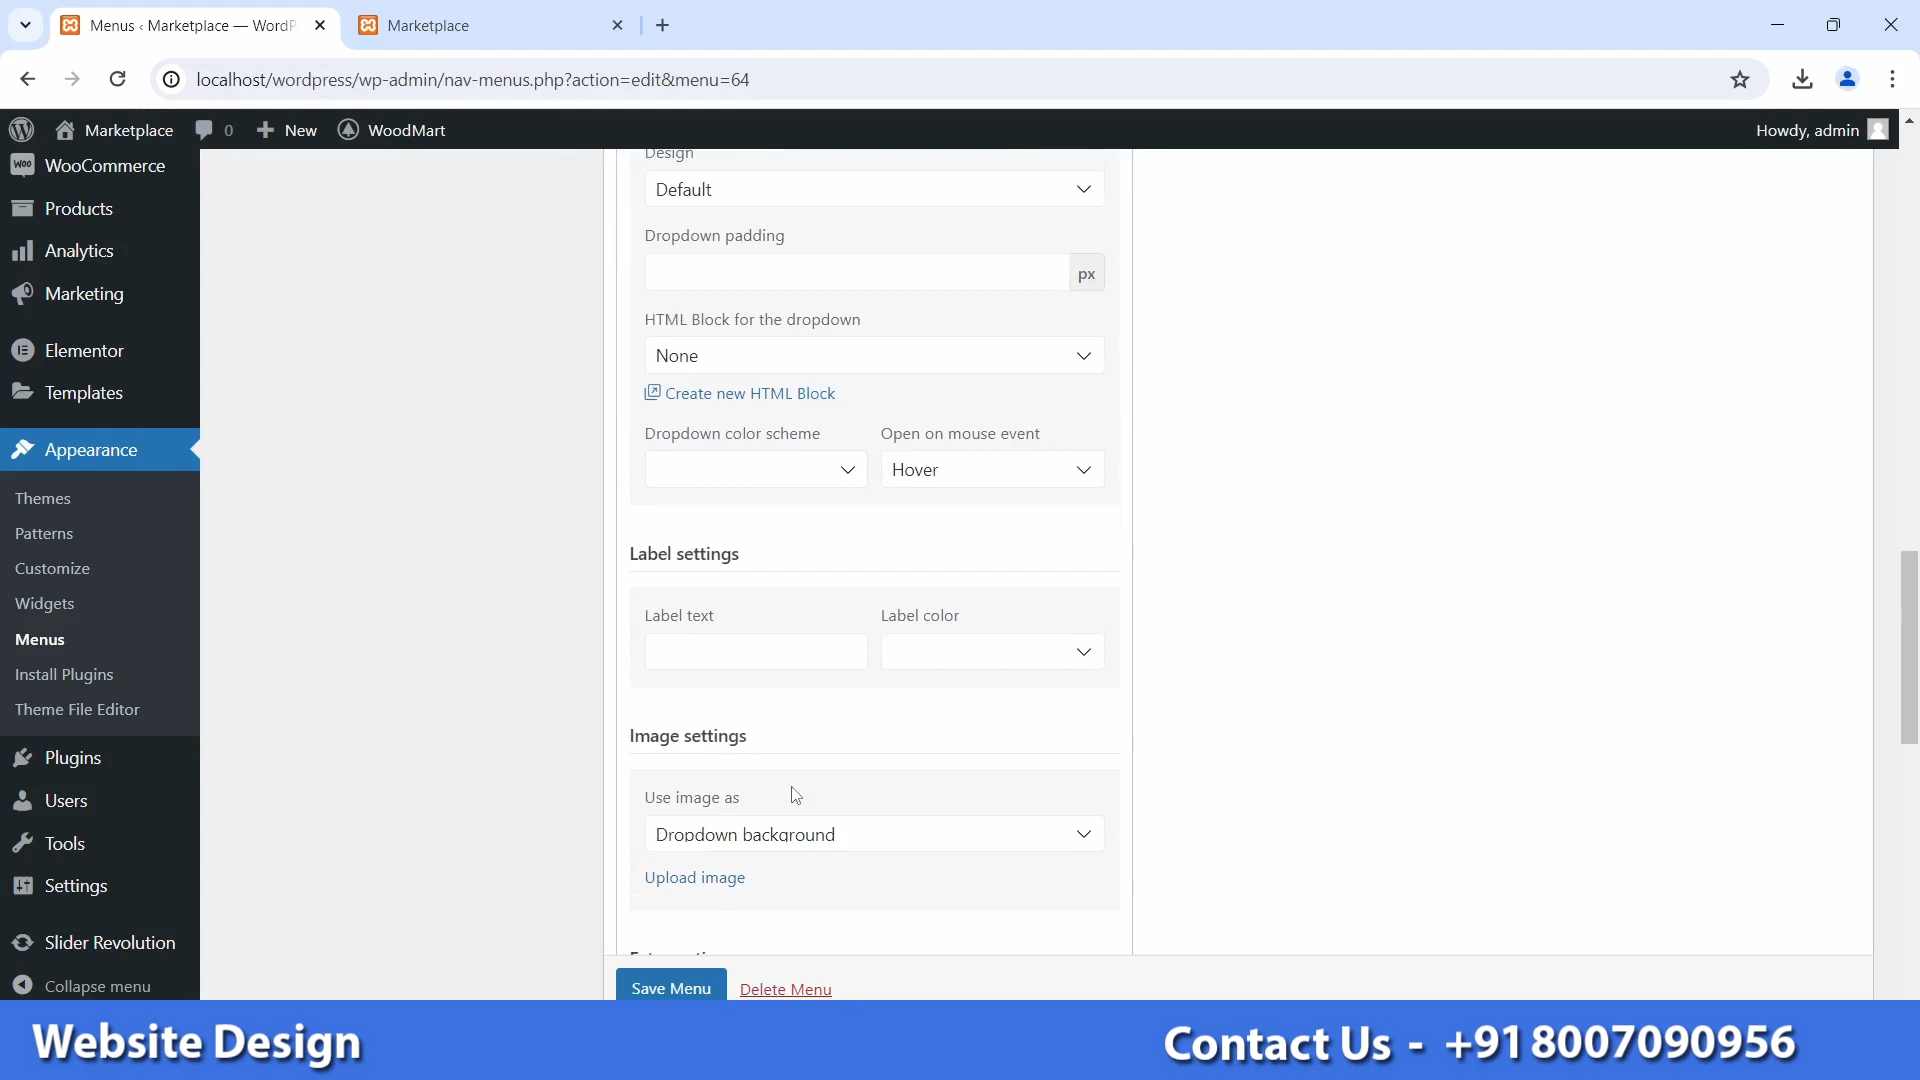 Menus ‹ Marketplace — WordP
Marketplace
localhost/wordpress/wp-admin/nav-menus.php?action=edit&menu=64
Marketplace 0 New WoodMart Howdy, admin
WooCommerce
Products
Analytics
Marketing
Elementor
Templates
Appearance
Themes
Patterns
Customize
Widgets
Menus
Install Plugins
Theme File Editor
Plugins
Users
Tools
Settings
Slider Revolution
Collapse menu
Design
Default
Dropdown padding
px
HTML Block for the dropdown
None
Create new HTML Block
Dropdown color scheme Open on mouse event
Hover
Label settings
Label text Label color
Image settings
Use image as
Dropdown background
Upload image
Save Menu Delete Menu
Website Design Contact Us - +91 8007090956